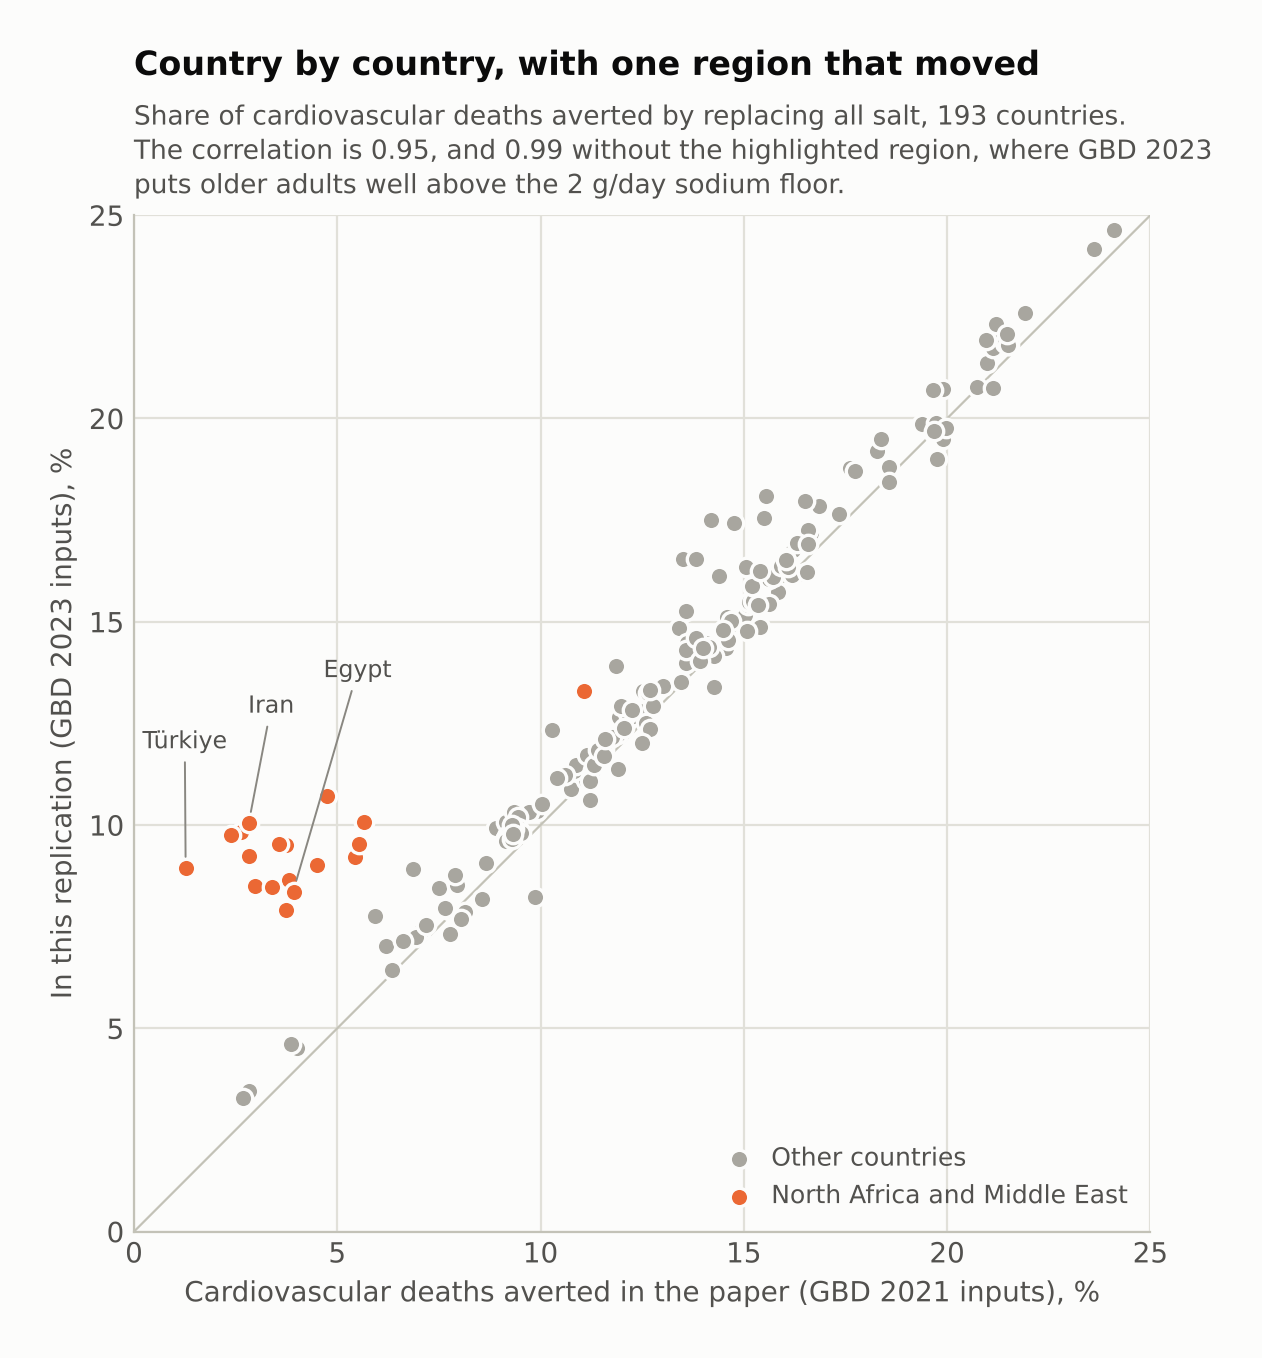 Country by country, with one region that moved
Share of cardiovascular deaths averted by replacing all salt, 193 countries.
The correlation is 0.95, and 0.99 without the highlighted region, where GBD 2023
puts older adults well above the 2 g/day sodium floor.
25
20
15
10
5
0
In this replication (GBD 2023 inputs), %
Egypt
Iran
Türkiye
Other countries
North Africa and Middle East
0 5 10 15 20 25
Cardiovascular deaths averted in the paper (GBD 2021 inputs), %